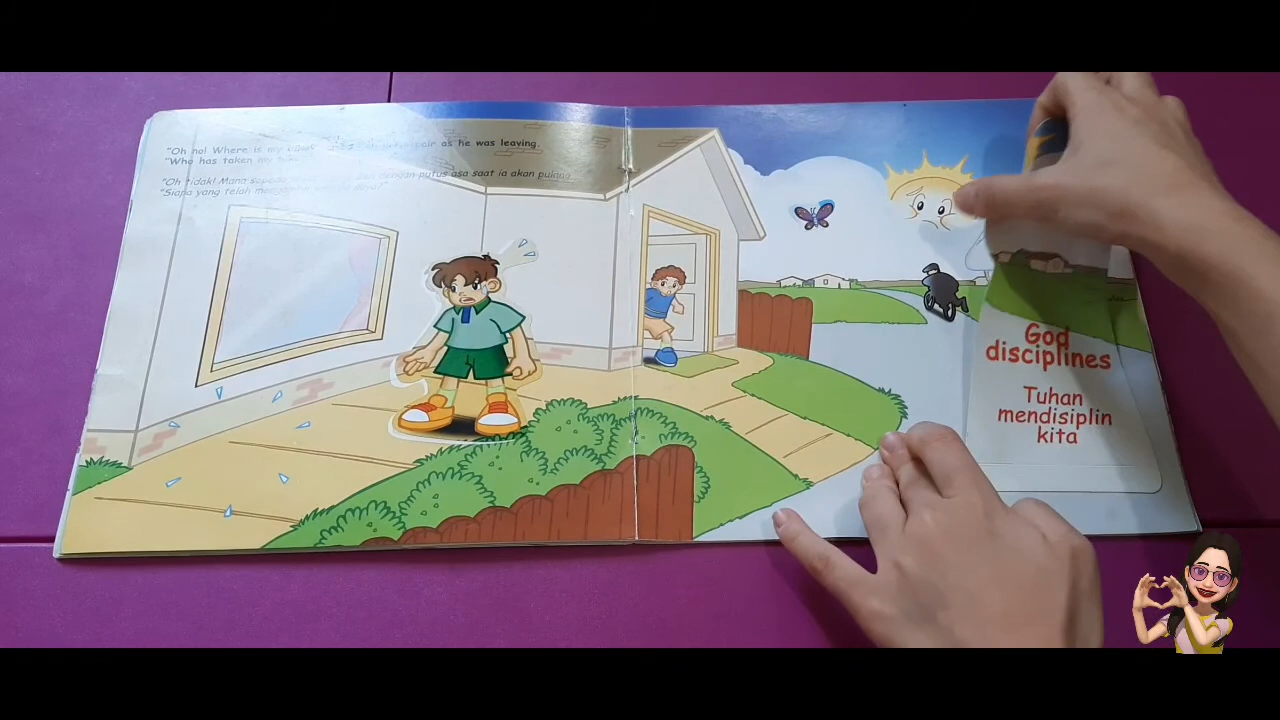 "Oh no! Where is my as he was leaving.
"Who has taken my
"Oh tidak! Mana sepeda dengan putus asa saat ia akan pulang.
"Siapa yang telah
God
disciplines
Tuhan
mendisiplin
kita